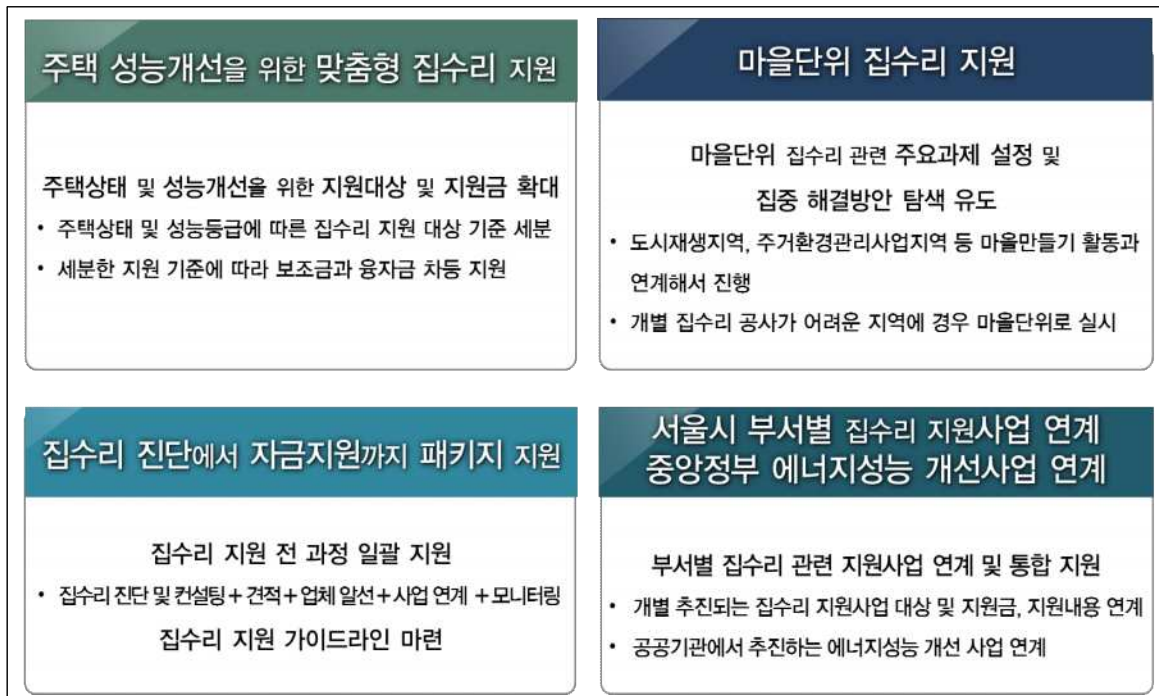 주택 성능개선을 위한 맞춤형 집수리 지원
주택상태 및 성능개선을 위한 지원대상 및 지원금 확대
• 주택상태 및 성능등급에 따른 집수리 지원 대상 기준 세분
• 세분한 지원 기준에 따라 보조금과 융자금 차등 지원
마을단위 집수리 지원
마을단위 집수리 관련 주요과제 설정 및
집중 해결방안 탐색 유도
• 도시재생지역, 주거환경관리사업지역 등 마을만들기 활동과
연계해서 진행
• 개별 집수리 공사가 어려운 지역에 경우 마을단위로 실시
집수리 진단에서 자금지원까지 패키지 지원
집수리 지원 전 과정 일괄 지원
• 집수리 진단 및 컨설팅 + 견적 + 업체 알선 + 사업 연계 + 모니터링
집수리 지원 가이드라인 마련
서울시 부서별 집수리 지원사업 연계
중앙정부 에너지성능 개선사업 연계
부서별 집수리 관련 지원사업 연계 및 통합 지원
• 개별 추진되는 집수리 지원사업 대상 및 지원금, 지원내용 연계
• 공공기관에서 추진하는 에너지성능 개선 사업 연계